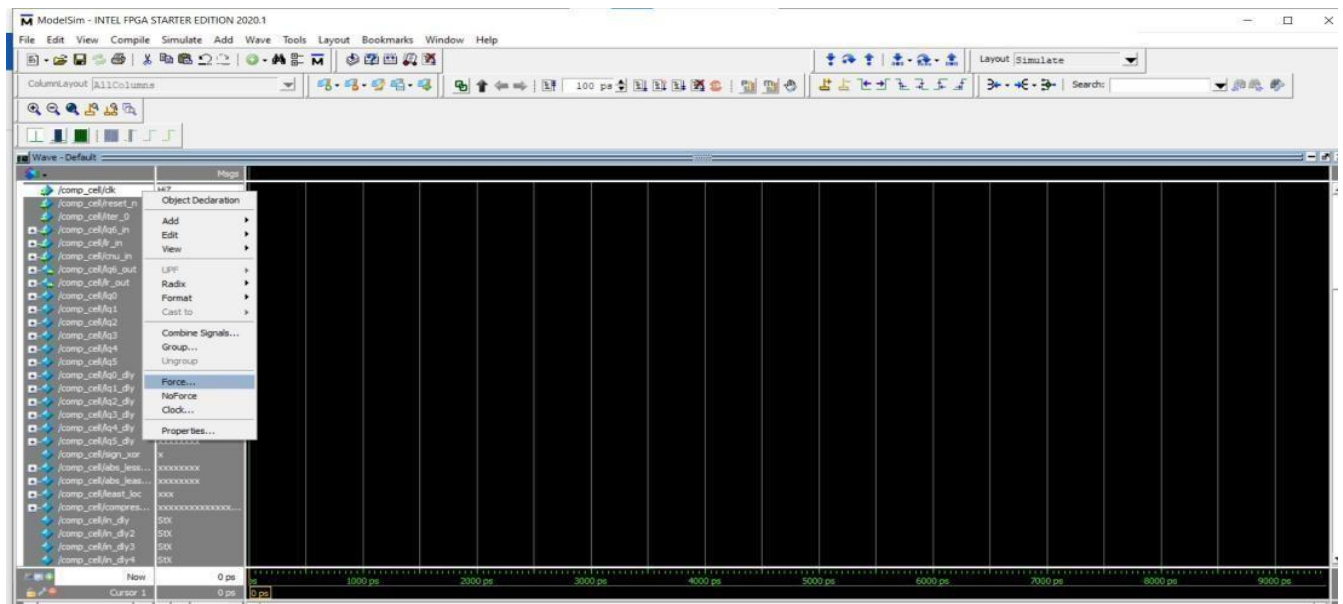 ModelSim - INTEL FPGA STARTER EDITION 2020.1
File Edit View Compile Simulate Add Wave Tools Layout Bookmarks Window Help
Layout Simulate
ColumnLayout AllColumns
100 ps
Search:
Wave - Default
Msgs
/comp_cell/clk HiZ
/comp_cell/reset_n
/comp_cell/iter_0
/comp_cell/lq6_in
/comp_cell/lr_in
/comp_cell/cnu_in
/comp_cell/lq6_out
/comp_cell/lr_out
/comp_cell/lq0
/comp_cell/lq1
/comp_cell/lq2
/comp_cell/lq3
/comp_cell/lq4
/comp_cell/lq5
/comp_cell/lq0_dly
/comp_cell/lq1_dly
/comp_cell/lq2_dly
/comp_cell/lq3_dly
/comp_cell/lq4_dly
/comp_cell/lq5_dly
/comp_cell/sign_xor x
/comp_cell/abs_less... xxxxxxxx
/comp_cell/abs_leas... xxxxxxxx
/comp_cell/least_loc xxx
/comp_cell/compres... xxxxxxxxxxxxxx...
/comp_cell/in_dly StX
/comp_cell/in_dly2 StX
/comp_cell/in_dly3 StX
/comp_cell/in_dly4 StX
Object Declaration
Add
Edit
View
UPF
Radix
Format
Cast to
Combine Signals...
Group...
Ungroup
Force...
NoForce
Clock...
Properties...
Now 0 ps
ps 1000 ps 2000 ps 3000 ps 4000 ps 5000 ps 6000 ps 7000 ps 8000 ps 9000 ps
Cursor 1 0 ps 0 ps